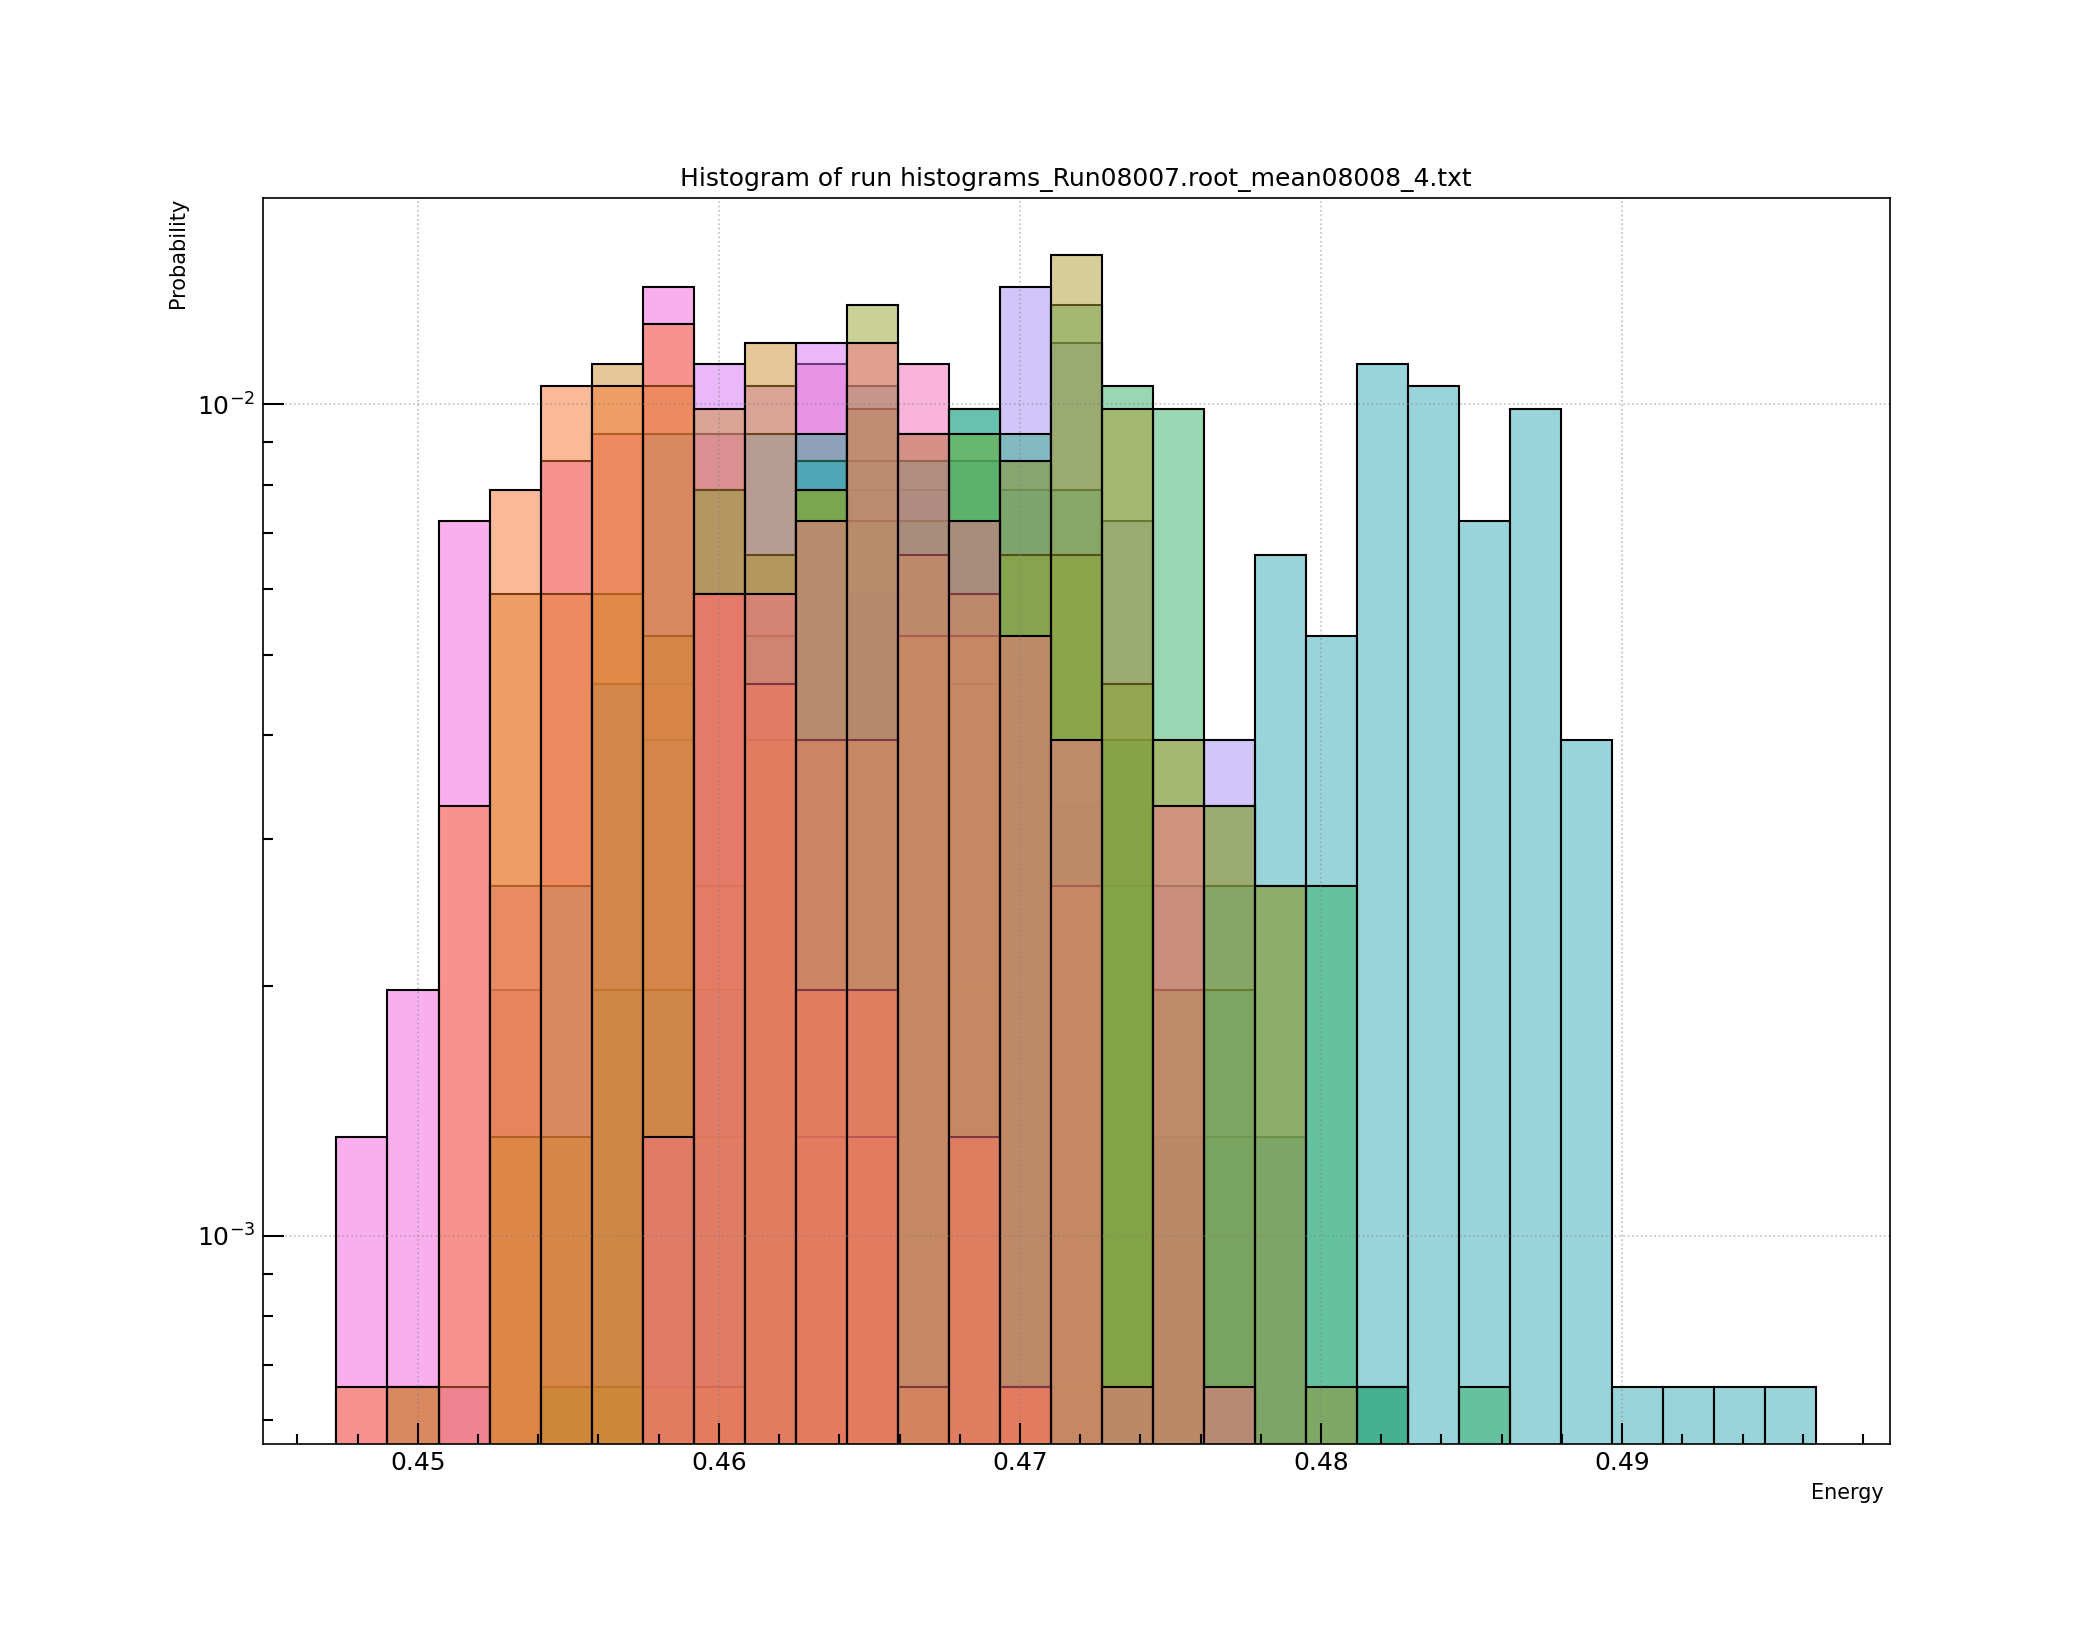 Histogram of run histograms_Run08007.root_mean08008_4.txt
Probability
10⁻²
10⁻³
0.45 0.46 0.47 0.48 0.49
Energy